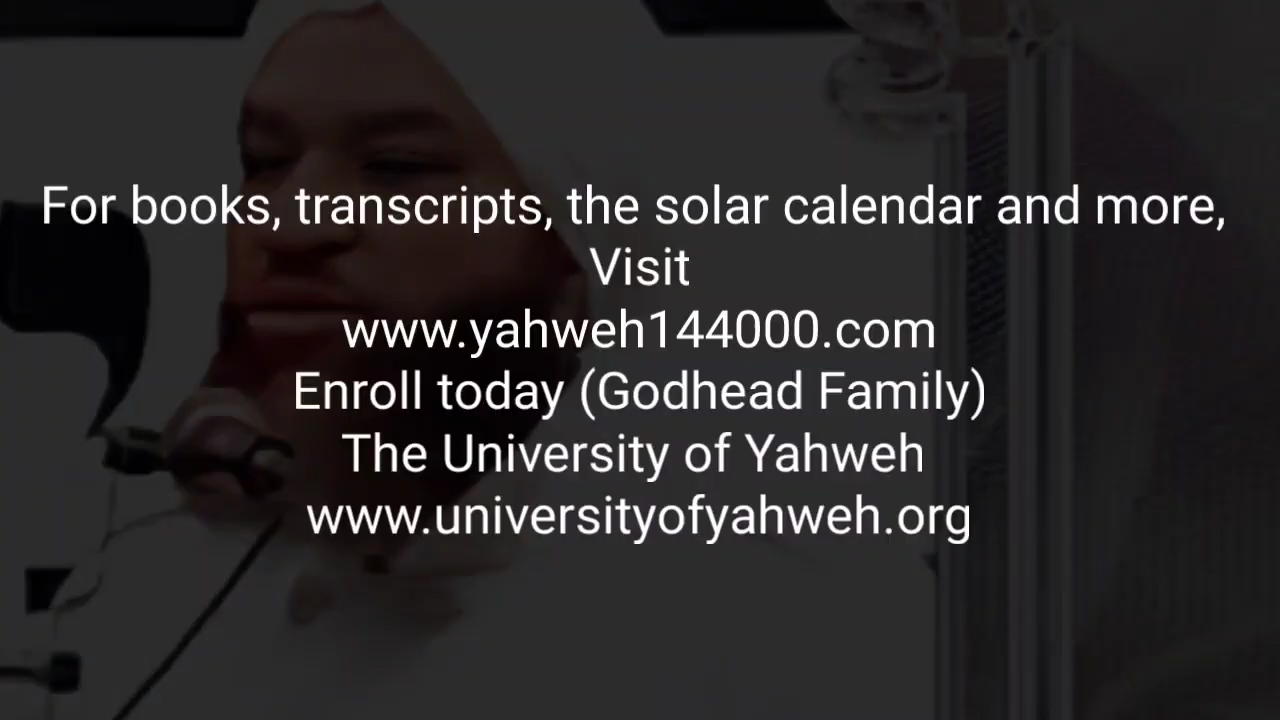 For books, transcripts, the solar calendar and more,
Visit
www.yahweh144000.com
Enroll today (Godhead Family)
The University of Yahweh
www.universityofyahweh.org